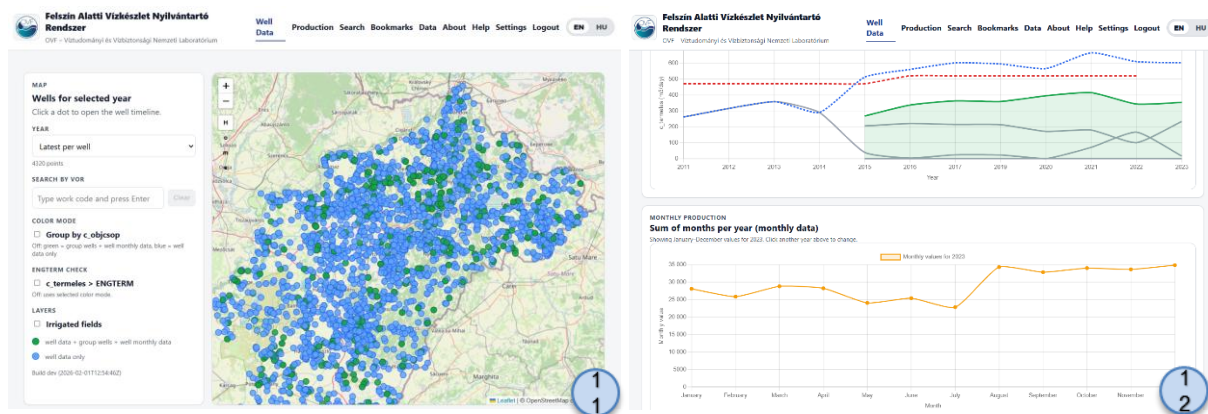 Felszín Alatti Vízkészlet Nyilvántartó
Rendszer
OVF – Víztudományi és Vízbiztonsági Nemzeti Laboratórium
Well
Data
Production Search Bookmarks Data About Help Settings Logout EN HU
MAP
Wells for selected year
Click a dot to open the well timeline.
YEAR
Latest per well
4320 points
SEARCH BY VOR
Type work code and press Enter
Clear
COLOR MODE
Group by c_objcsop
Off: green = group wells + well monthly data, blue = well
data only
ENGTERM CHECK
c_termeles > ENGTERM
Off: uses selected color mode.
LAYERS
Irrigated fields
well data + group wells + well monthly data
well data only
Build dev (2026-02-01T12:54:46Z)
+
−
H
Satu Mare
Carei
Marghita
Leaflet | © OpenStreetMap
1
1
Felszín Alatti Vízkészlet Nyilvántartó
Rendszer
OVF – Víztudományi és Vízbiztonsági Nemzeti Laboratórium
Well
Data
Production Search Bookmarks Data About Help Settings Logout EN HU
600
500
400
300
200
100
0
2011 2012 2013 2014 2015 2016 2017 2018 2019 2020 2021 2022 2023
Year
MONTHLY PRODUCTION
Sum of months per year (monthly data)
Showing January-December values for 2023. Click another year above to change.
Monthly values for 2023
35 000
30 000
25 000
20 000
15 000
10 000
5000
0
Monthly value
January February March April May June July August September October November
Month
1
2